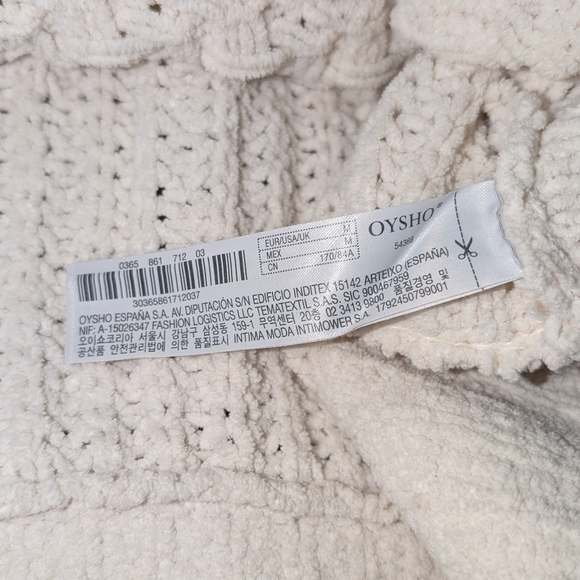 OYSHO®
EUR/USA/UK M
MEX M
CN 170/84A
0365 861 712 03
30365861712037
OYSHO ESPAÑA S.A. AV. DIPUTACIÓN S/N EDIFICIO INDITEX 15142 ARTEIXO (ESPAÑA)
NIF: A-15026347 FASHION LOGISTICS LLC TEMATEXTIL S.A.S. SIC 900467959
오이쇼코리아 서울시 강남구 삼성동 159-1 무역센터 20층 02 3413 9800 품질경영 및
공산품 안전관리법에 의한 품질표시 INTIMA MODA INTIMOWER S.A. 1792450799001